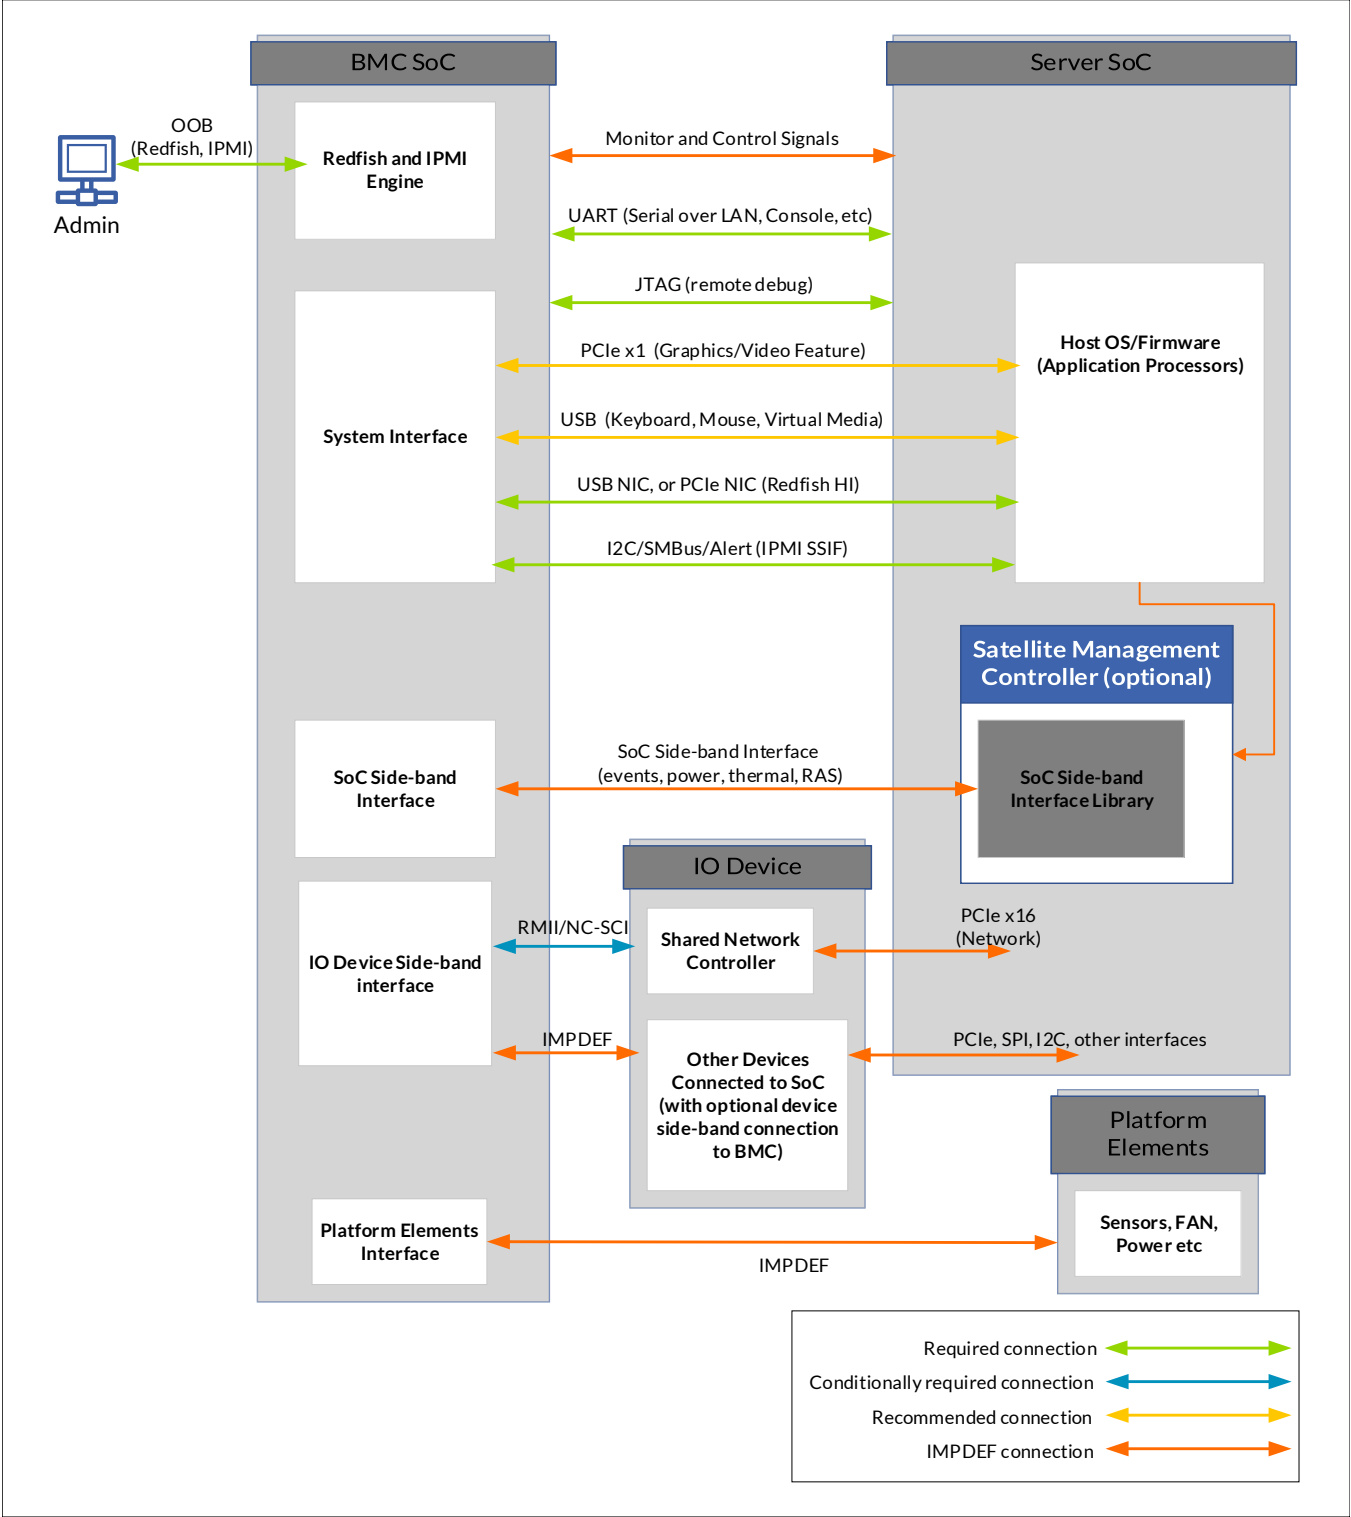 BMC SoC
Server SoC
OOB
(Redfish, IPMI)
Admin
Redfish and IPMI
Engine
Monitor and Control Signals
UART (Serial over LAN, Console, etc)
JTAG (remote debug)
PCIe x1 (Graphics/Video Feature)
Host OS/Firmware
(Application Processors)
System Interface
USB (Keyboard, Mouse, Virtual Media)
USB NIC, or PCIe NIC (Redfish HI)
I2C/SMBus/Alert (IPMI SSIF)
Satellite Management
Controller (optional)
SoC Side-band
Interface
SoC Side-band Interface
(events, power, thermal, RAS)
SoC Side-band
Interface Library
IO Device
RMII/NC-SCI
Shared Network
Controller
PCIe x16
(Network)
IO Device Side-band
interface
IMPDEF
Other Devices
Connected to SoC
(with optional device
side-band connection
to BMC)
PCIe, SPI, I2C, other interfaces
Platform
Elements
Platform Elements
Interface
IMPDEF
Sensors, FAN,
Power etc
Required connection
Conditionally required connection
Recommended connection
IMPDEF connection